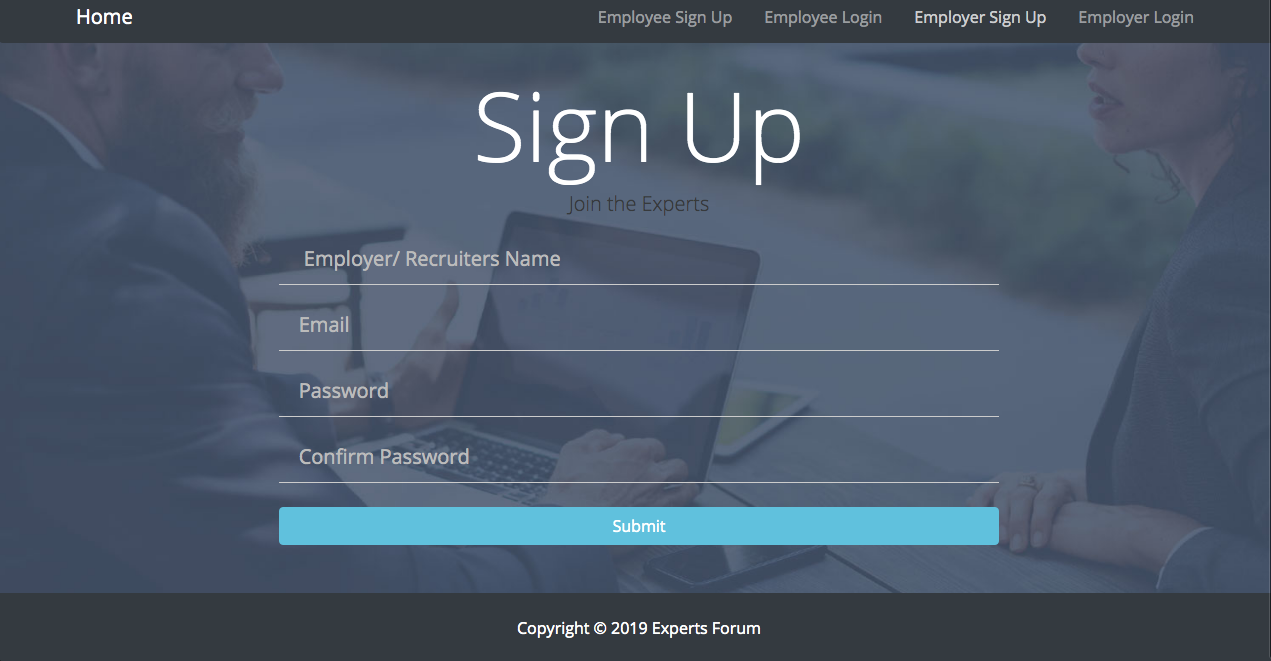 Home Employee Sign Up Employee Login Employer Sign Up Employer Login
Sign Up
Join the Experts
Employer/ Recruiters Name
Email
Password
Confirm Password
Submit
Copyright © 2019 Experts Forum